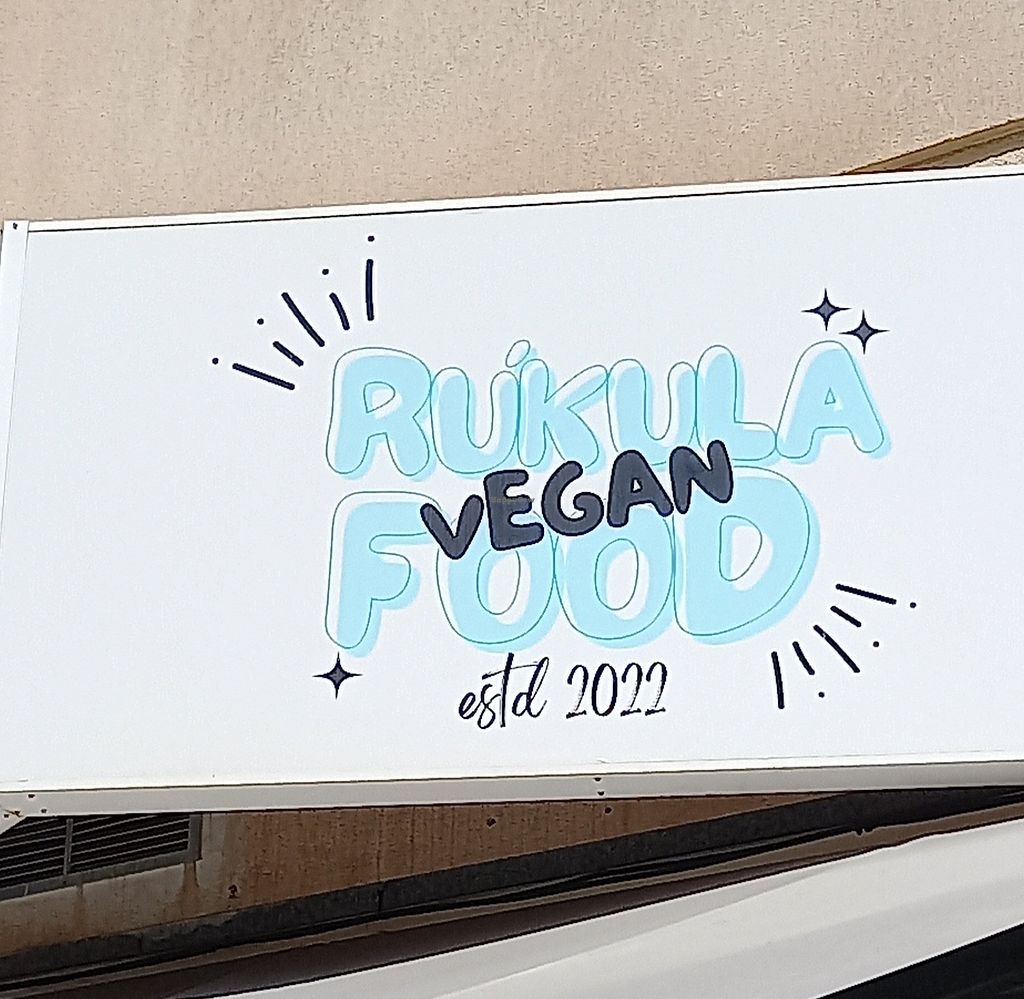 RÚKULA
VEGAN
FOOD
estd 2022